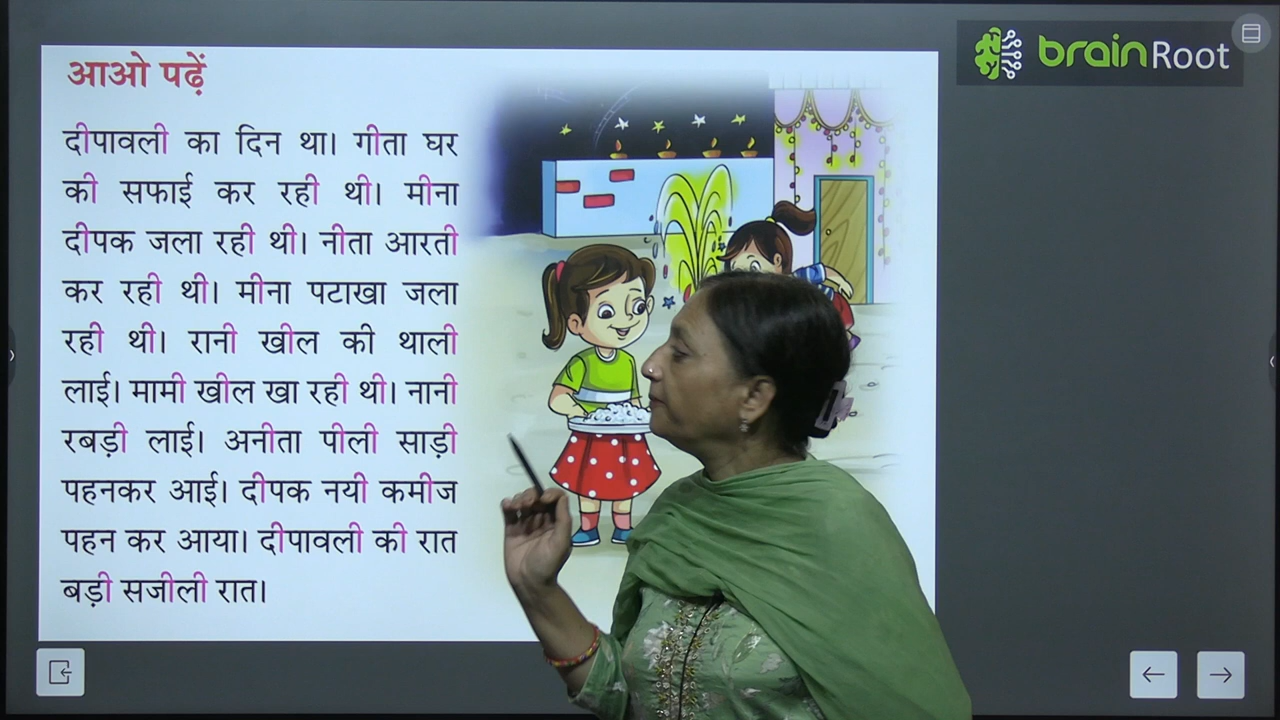 आओ पढ़ें
brainRoot
दीपावली का दिन था। गीता घर
की सफाई कर रही थी। मीना
दीपक जला रही थी। नीता आरती
कर रही थी। मीना पटाखा जला
रही थी। रानी खील की थाली
लाई। मामी खील खा रही थी। नानी
रबड़ी लाई। अनीता पीली साड़ी
पहनकर आई। दीपक नयी कमीज
पहन कर आया। दीपावली की रात
बड़ी सजीली रात।